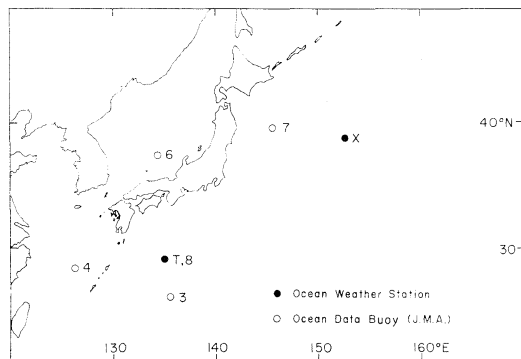 7
40°N
X
6
30
4
T,8
3
● Ocean Weather Station
○ Ocean Data Buoy (J.M.A.)
130
140
150
160°E